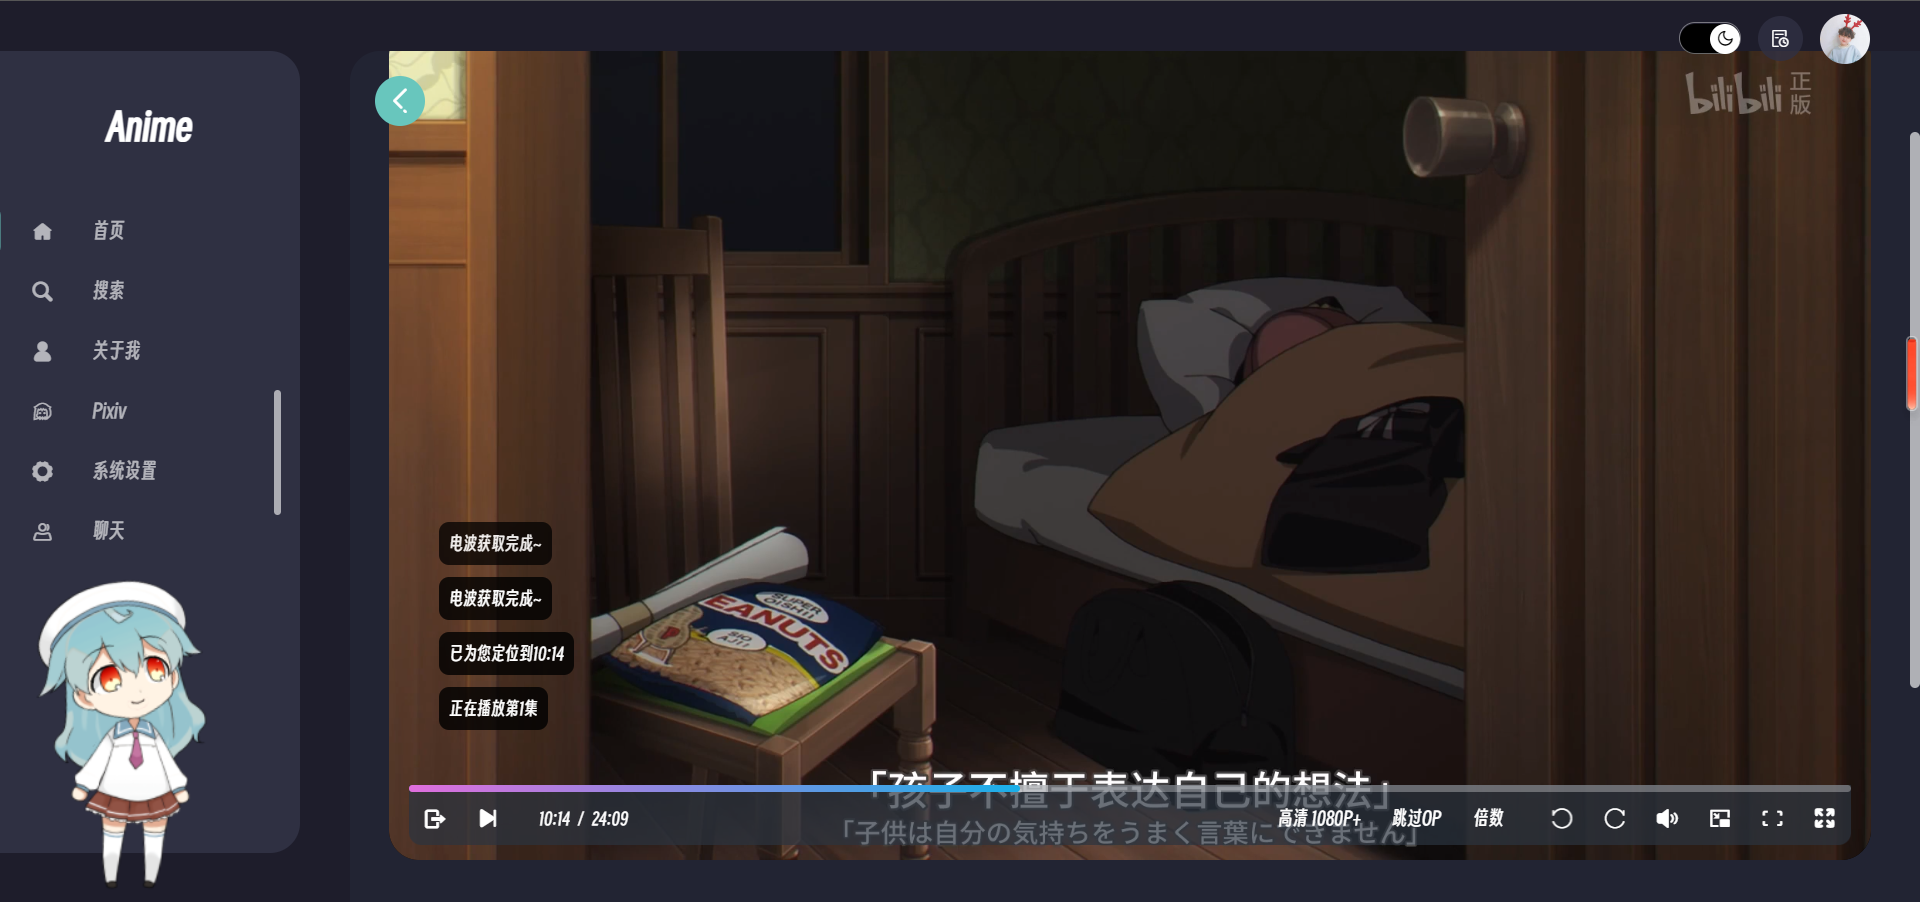 bilibili 正版
Anime
首页
搜索
关于我
Pixiv
系统设置
聊天
电波获取完成~
电波获取完成~
已为您定位到10:14
正在播放第1集
SUPER
OISHII
PEANUTS
SIO
AJI!
「孩子不擅于表达自己的想法」
「子供は自分の気持ちをうまく言葉にできません」
10:14 / 24:09
高清 1080P+
跳过OP
倍数